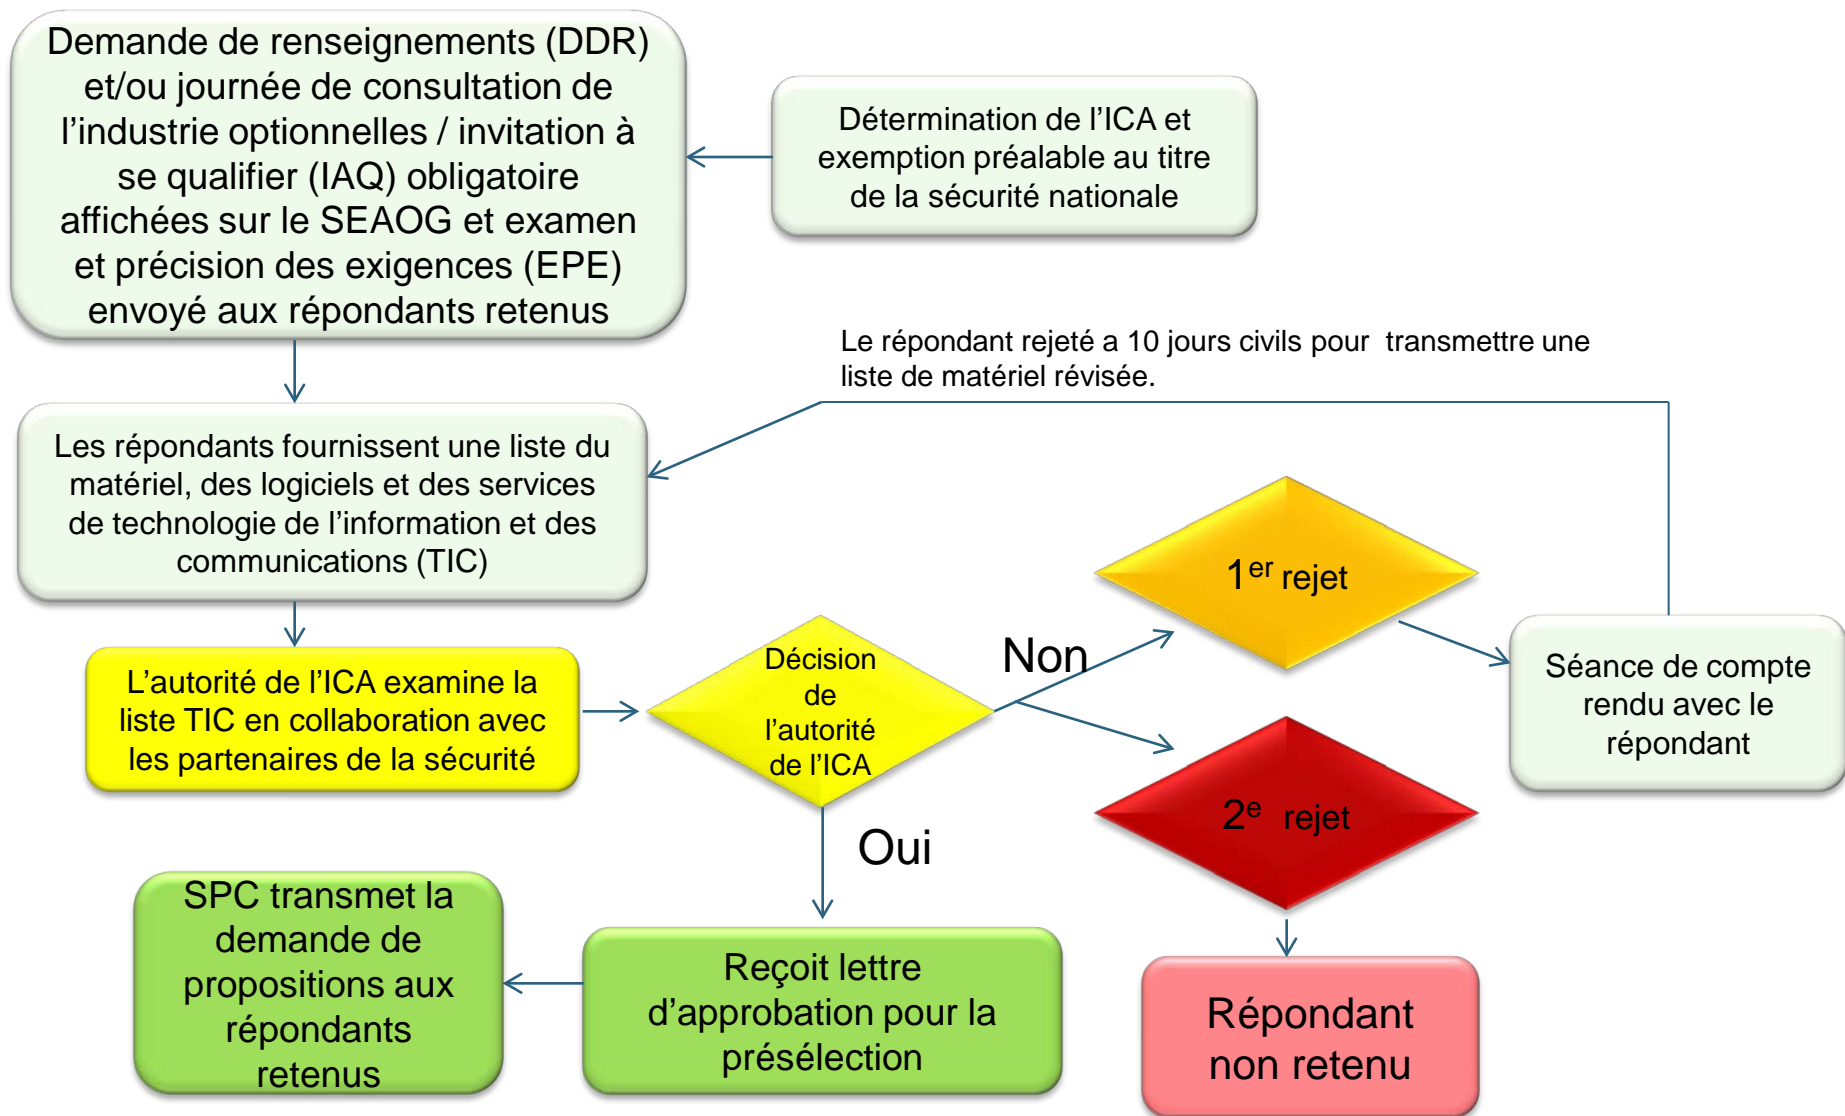 Demande de renseignements (DDR)
et/ou journée de consultation de
l’industrie optionnelles / invitation à
se qualifier (IAQ) obligatoire
affichées sur le SEAOG et examen
et précision des exigences (EPE)
envoyé aux répondants retenus
Détermination de l’ICA et
exemption préalable au titre
de la sécurité nationale
Le répondant rejeté a 10 jours civils pour transmettre une
liste de matériel révisée.
Les répondants fournissent une liste du
matériel, des logiciels et des services
de technologie de l’information et des
communications (TIC)
L’autorité de l’ICA examine la
liste TIC en collaboration avec
les partenaires de la sécurité
Décision
de
l’autorité
de l’ICA
Non
1er rejet
Séance de compte
rendu avec le
répondant
2e rejet
Oui
SPC transmet la
demande de
propositions aux
répondants
retenus
Reçoit lettre
d’approbation pour la
présélection
Répondant
non retenu